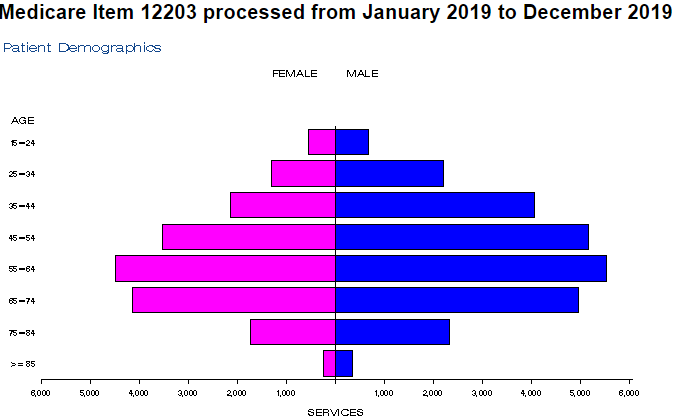 Medicare Item 12203 processed from January 2019 to December 2019
Patient Demographics
FEMALE MALE
AGE
15-24
25-34
35-44
45-54
55-64
65-74
75-84
>= 85
6,000 5,000 4,000 3,000 2,000 1,000 1,000 2,000 3,000 4,000 5,000 6,000
SERVICES